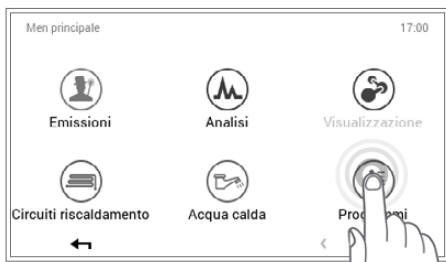 Men principale 17:00
Emissioni Analisi Visualizzazione
Circuiti riscaldamento Acqua calda